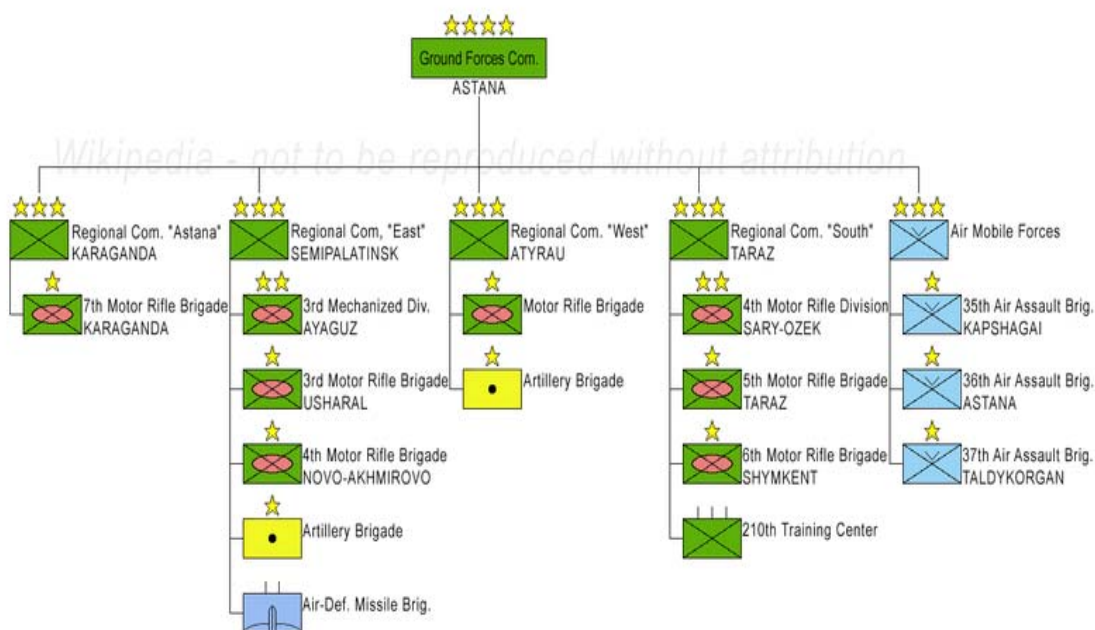 Ground Forces Com.
ASTANA
Wikipedia - not to be reproduced without attribution
Regional Com. "Astana"
KARAGANDA
7th Motor Rifle Brigade
KARAGANDA
Regional Com, "East"
SEMIPALATINSK
3rd Mechanized Div.
AYAGUZ
3rd Motor Rifle Brigade
USHARAL
4th Motor Rifle Brigade
NOVO-AKHMIROVO
Artillery Brigade
Air-Def. Missile Brig.
Regional Com. "West"
ATYRAU
Motor Rifle Brigade
Artillery Brigade
Regional Com. "South"
TARAZ
4th Motor Rifle Division
SARY-OZEK
5th Motor Rifle Brigade
TARAZ
6th Motor Rifle Brigade
SHYMKENT
210th Training Center
Air Mobile Forces
35th Air Assault Brig.
KAPSHAGAI
36th Air Assault Brig.
ASTANA
37th Air Assault Brig.
TALDYKORGAN